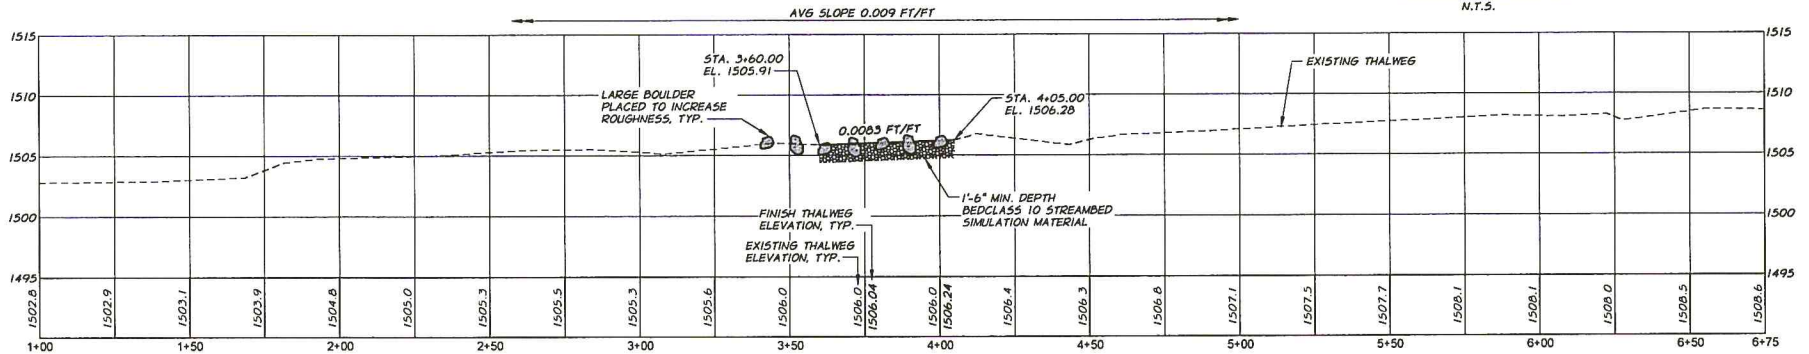 AVG SLOPE 0.009 FT/FT
N.T.S.
1515
1515
STA. 3+60.00
EL. 1505.91
EXISTING THALWEG
1510
1510
LARGE BOULDER
PLACED TO INCREASE
ROUGHNESS, TYP.
STA. 4+05.00
EL. 1506.28
0.0083 FT/FT
1505
1505
1'-6" MIN. DEPTH
BEDCLASS 10 STREAMBED
SIMULATION MATERIAL
1500
1500
FINISH THALWEG
ELEVATION, TYP.
EXISTING THALWEG
ELEVATION, TYP.
1495
1495
1502.8
1502.9
1503.1
1503.9
1504.8
1505.0
1505.3
1505.5
1505.3
1505.6
1506.0
1506.0
1506.04
1506.0
1506.24
1506.4
1506.3
1506.8
1507.1
1507.5
1507.7
1508.1
1508.1
1508.0
1508.5
1508.6
1+00
1+50
2+00
2+50
3+00
3+50
4+00
4+50
5+00
5+50
6+00
6+50
6+75